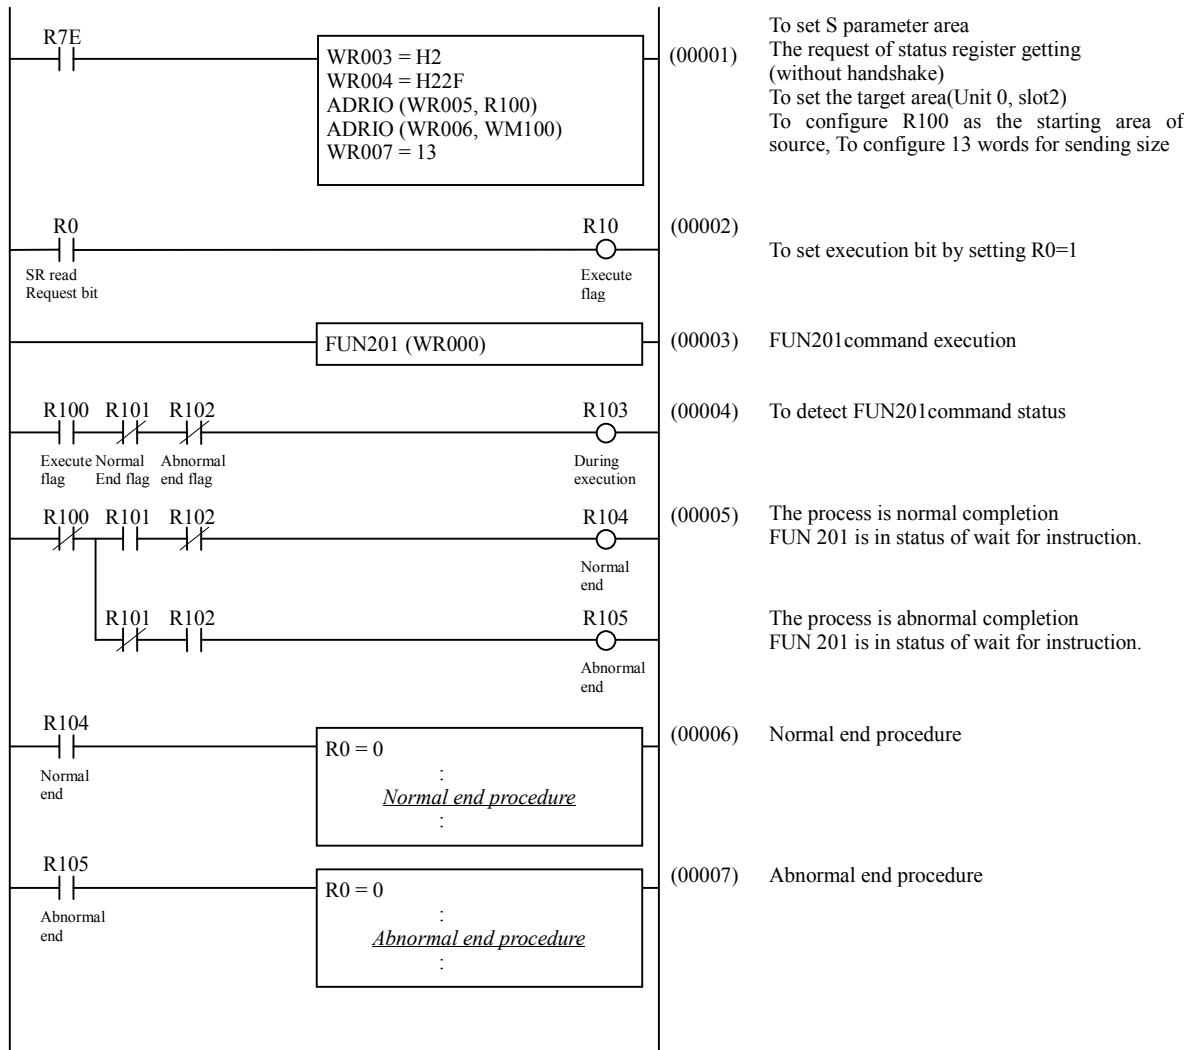 R7E
WR003 = H2
WR004 = H22F
ADRIO (WR005, R100)
ADRIO (WR006, WM100)
WR007 = 13
(00001)
To set S parameter area
The request of status register getting
(without handshake)
To set the target area(Unit 0, slot2)
To configure R100 as the starting area of
source, To configure 13 words for sending size
R0
R10
(00002)
SR read
Request bit
Execute
flag
To set execution bit by setting R0=1
FUN201 (WR000)
(00003)
FUN201command execution
R100 R101 R102
R103
(00004)
To detect FUN201command status
Execute Normal Abnormal
flag End flag end flag
During
execution
R100 R101 R102
R104
(00005)
The process is normal completion
FUN 201 is in status of wait for instruction.
Normal
end
R101 R102
R105
The process is abnormal completion
FUN 201 is in status of wait for instruction.
Abnormal
end
R104
Normal
end
R0 = 0
:
Normal end procedure
:
(00006)
Normal end procedure
R105
Abnormal
end
R0 = 0
:
Abnormal end procedure
:
(00007)
Abnormal end procedure